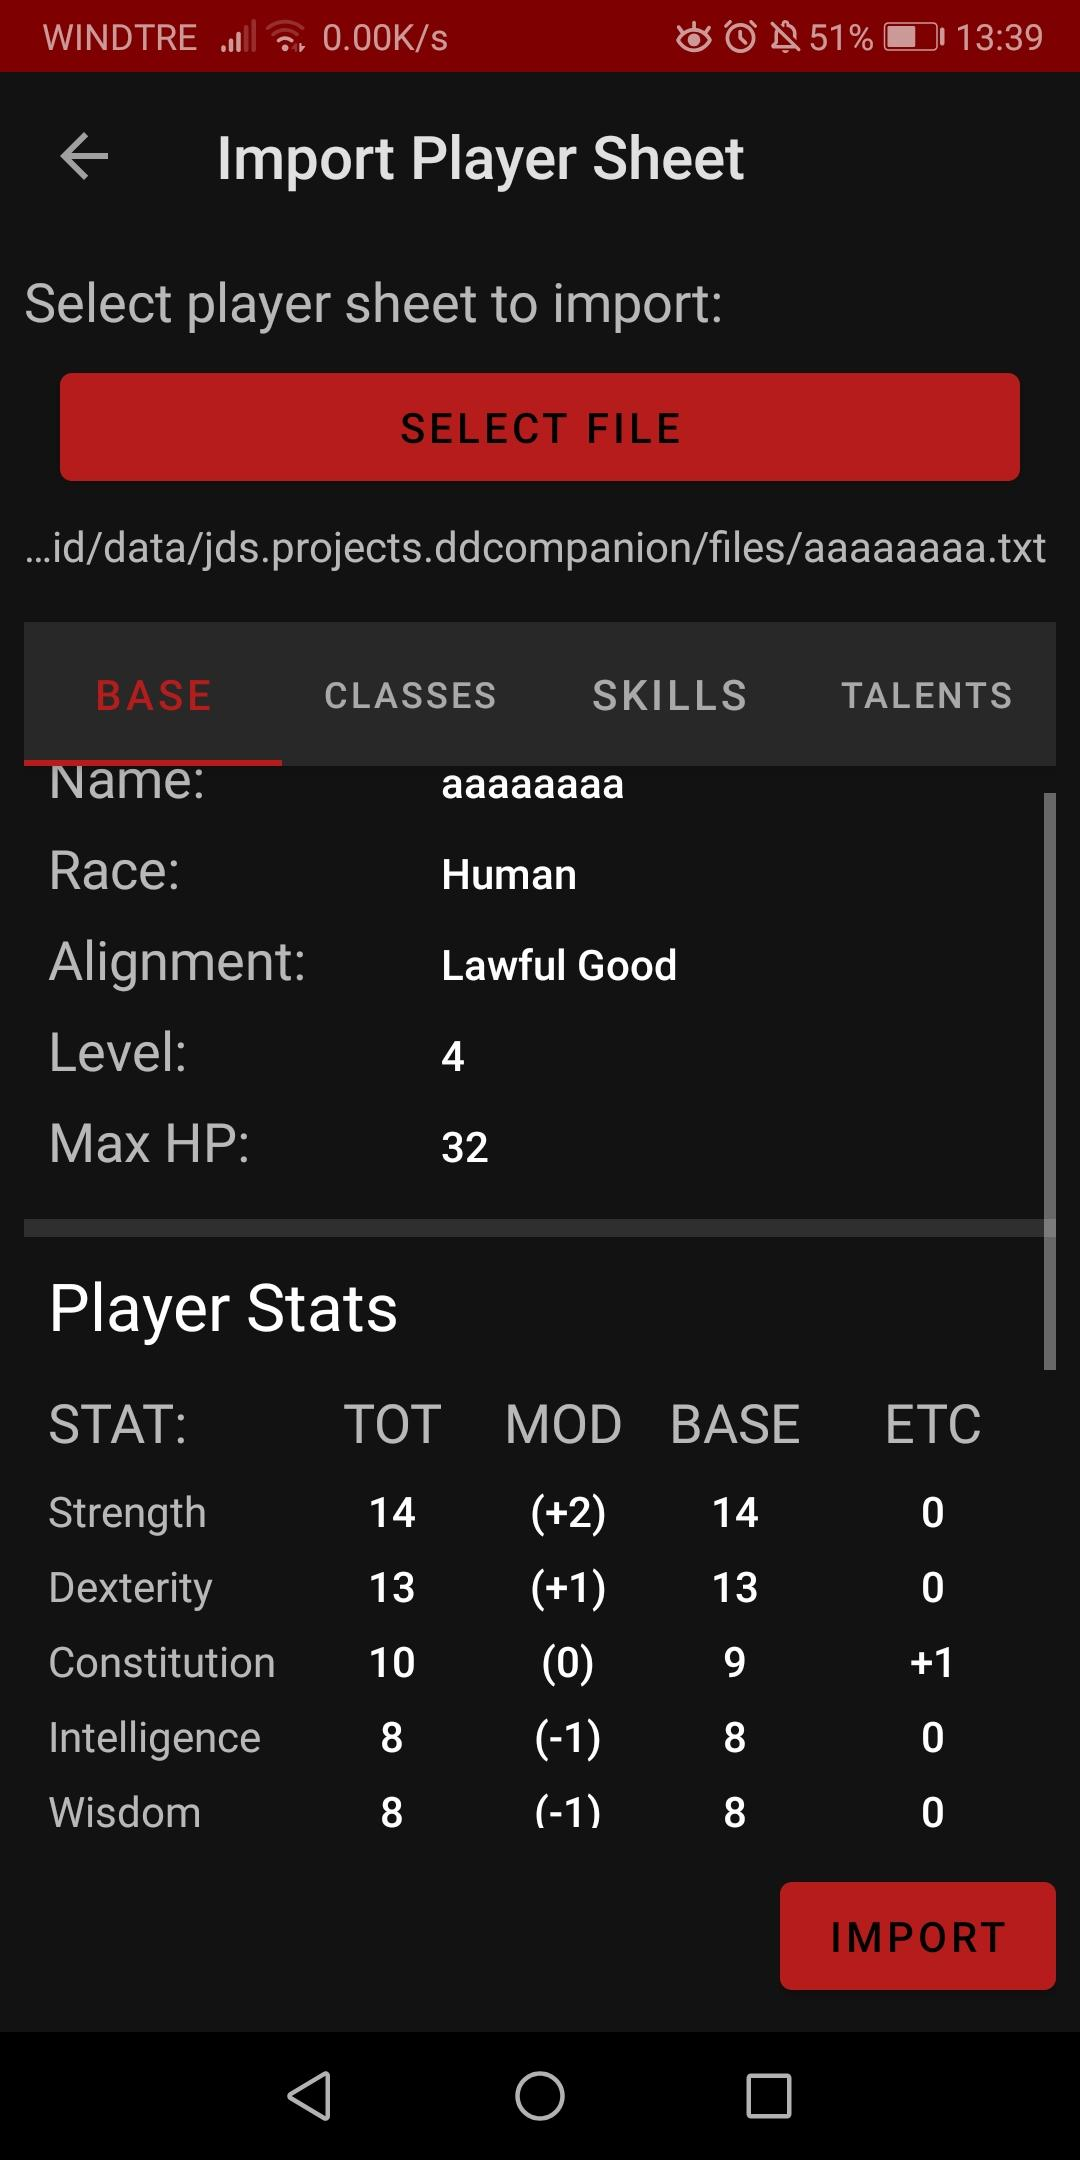 WINDTRE 0.00K/s 51% 13:39
Import Player Sheet
Select player sheet to import:
SELECT FILE
...id/data/jds.projects.ddcompanion/files/aaaaaaaa.txt
BASE CLASSES SKILLS TALENTS
Name: aaaaaaaa
Race: Human
Alignment: Lawful Good
Level: 4
Max HP: 32
Player Stats
STAT: TOT MOD BASE ETC
Strength 14 (+2) 14 0
Dexterity 13 (+1) 13 0
Constitution 10 (0) 9 +1
Intelligence 8 (-1) 8 0
Wisdom 8 (-1) 8 0
IMPORT